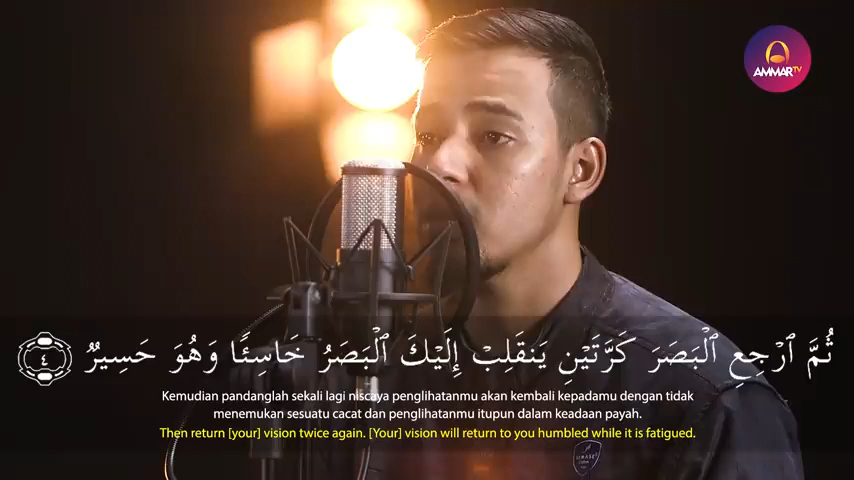 AMMARTV
ثُمَّ ٱرْجِعِ ٱلْبَصَرَ كَرَّتَيْنِ يَنقَلِبْ إِلَيْكَ ٱلْبَصَرُ خَاسِئًا وَهُوَ حَسِيرٌ ٤
Kemudian pandanglah sekali lagi niscaya penglihatanmu akan kembali kepadamu dengan tidak
menemukan sesuatu cacat dan penglihatanmu itupun dalam keadaan payah.
Then return [your] vision twice again. [Your] vision will return to you humbled while it is fatigued.